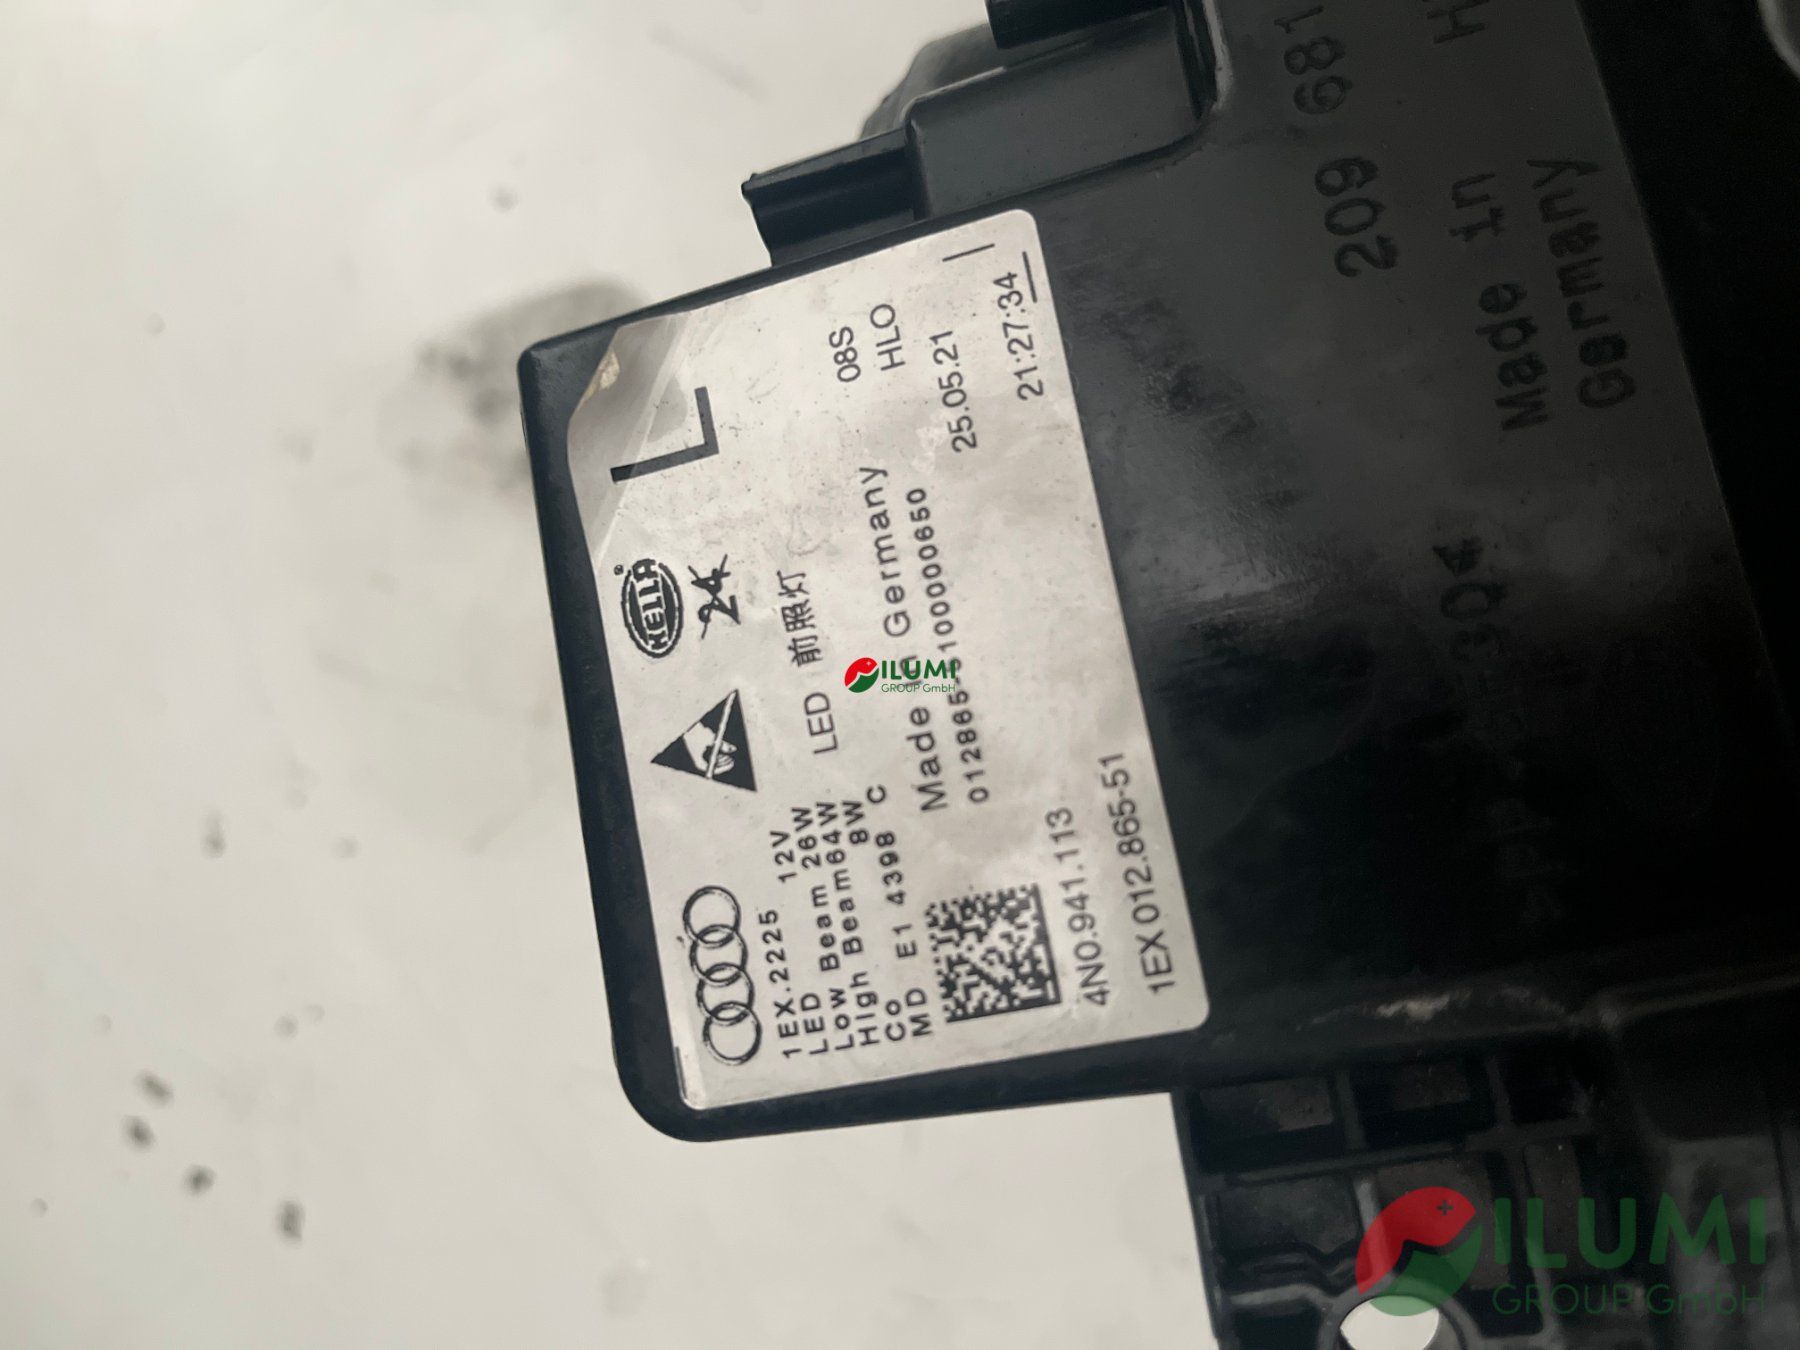 HELLA
L
24
1EX.2225 12V
LED
Low Beam 26W
High Beam 64W
Co 8W
MD E1 4398 C
LED 前照灯
08S
HLO
Made in Germany
012865-5100000650
25.05.21
21:27:34
4N0.941.113
1EX 012.865-51
209 681
Made in
Germany
ILUMI
GROUP GmbH
ILUMI
GROUP GmbH